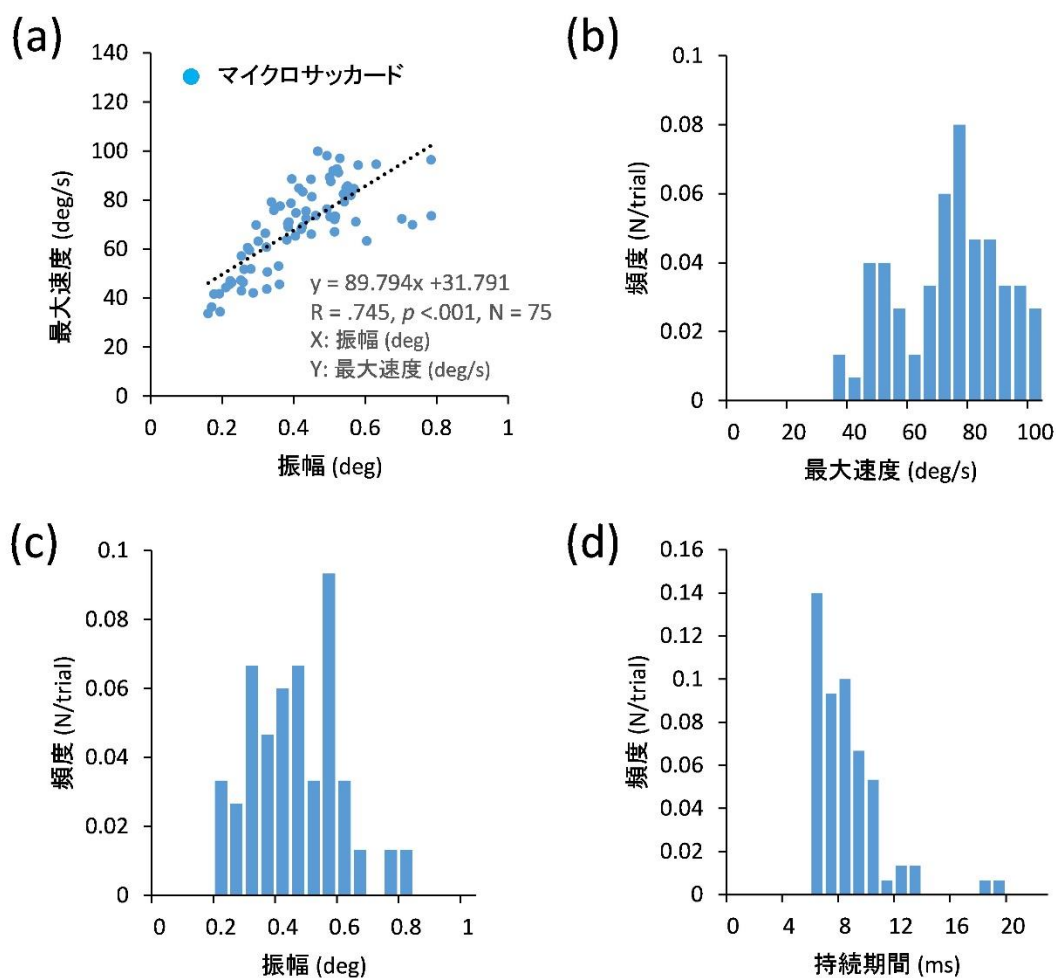 (a)
140
120
100
80
60
40
20
0
最大速度 (deg/s)
マイクロサッカード
y = 89.794x +31.791
R = .745, p <.001, N = 75
X: 振幅 (deg)
Y: 最大速度 (deg/s)
0 0.2 0.4 0.6 0.8 1
振幅 (deg)
(b)
0.1
0.08
0.06
0.04
0.02
0
頻度 (N/trial)
0 20 40 60 80 100
最大速度 (deg/s)
(c)
0.1
0.08
0.06
0.04
0.02
0
頻度 (N/trial)
0 0.2 0.4 0.6 0.8 1
振幅 (deg)
(d)
0.16
0.14
0.12
0.1
0.08
0.06
0.04
0.02
0
頻度 (N/trial)
0 4 8 12 16 20
持続期間 (ms)